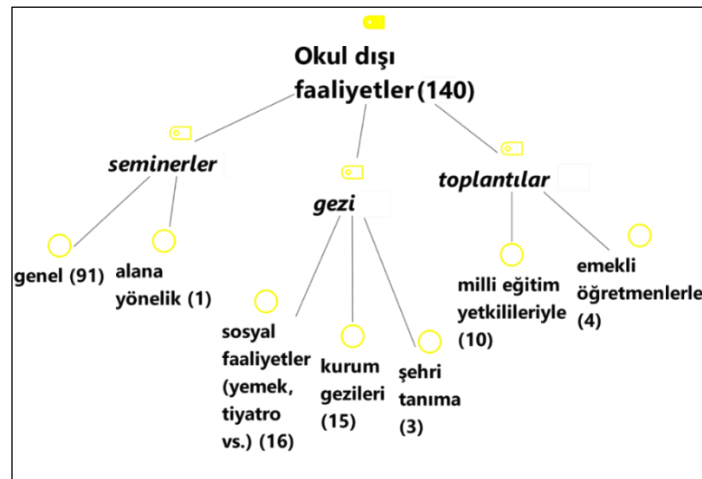 Okul dışı
faaliyetler (140)
seminerler
gezi
toplantılar
genel (91)
alana
yönelik (1)
sosyal
faaliyetler
(yemek,
tiyatro
vs.) (16)
kurum
gezileri
(15)
şehri
tanıma
(3)
milli eğitim
yetkilileriyle
(10)
emekli
öğretmenlerle
(4)